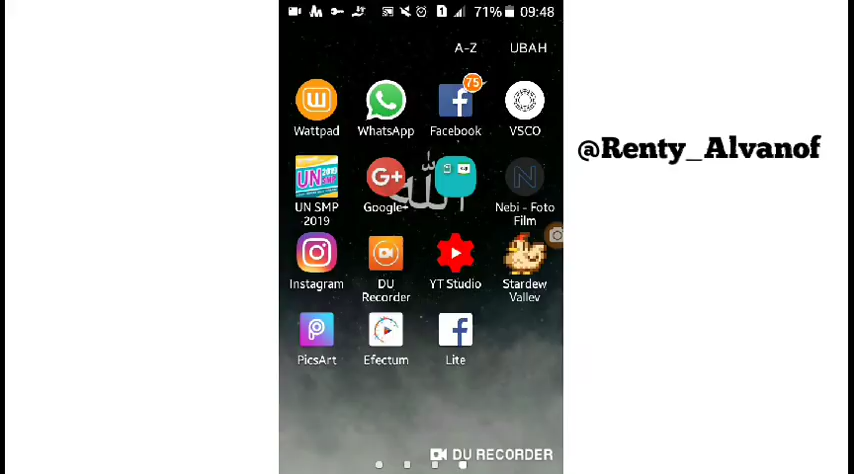 71% 09:48
A-Z UBAH
75
Wattpad WhatsApp Facebook VSCO
UN 2019 SMP
G+
N
الله
UN SMP Google+ Nebi - Foto
2019 Film
Instagram DU YT Studio Stardew
Recorder Valley
PicsArt Efectum Lite
DU RECORDER
@Renty_Alvanof